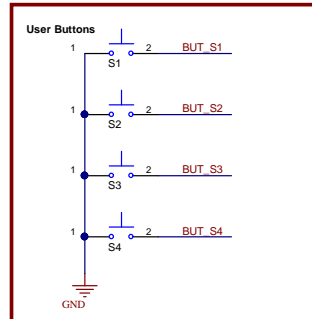 User Buttons
1 2 BUT_S1
S1
1 2 BUT_S2
S2
1 2 BUT_S3
S3
1 2 BUT_S4
S4
GND